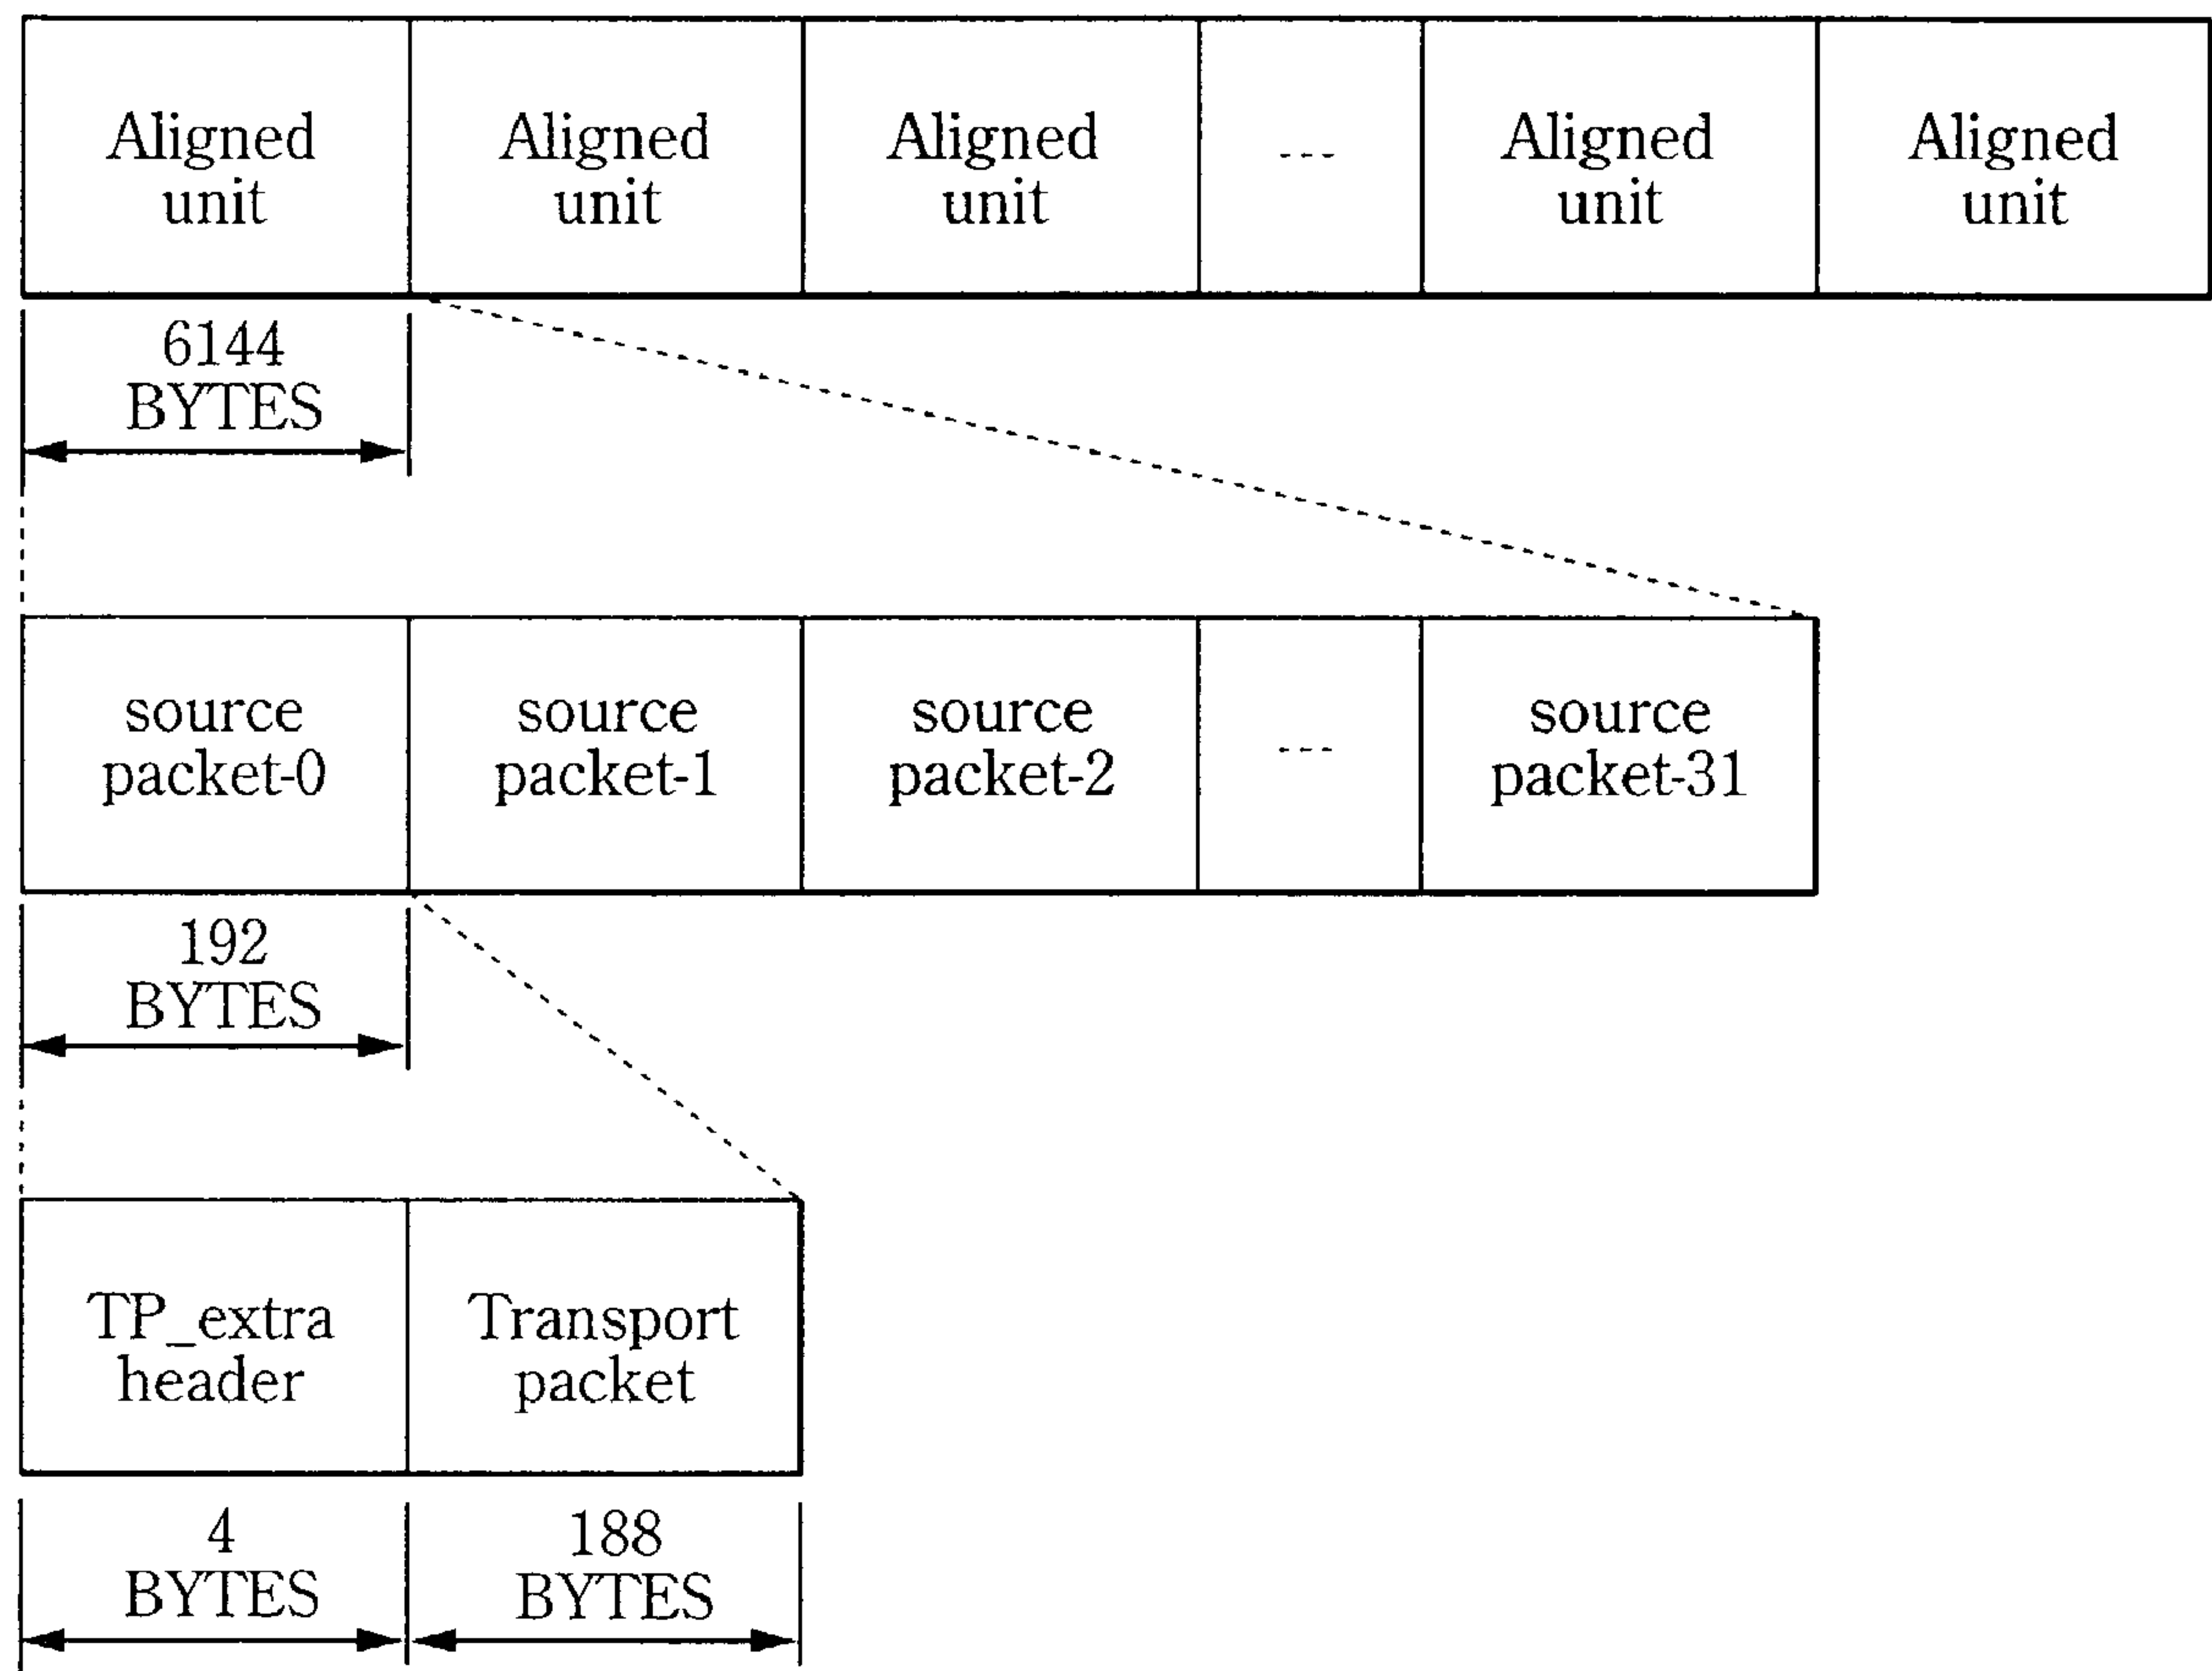 Aligned
unit
Aligned
unit
Aligned
unit
---
Aligned
unit
Aligned
unit
6144
BYTES
source
packet-0
source
packet-1
source
packet-2
---
source
packet-31
192
BYTES
TP_extra
header
Transport
packet
4
BYTES
188
BYTES